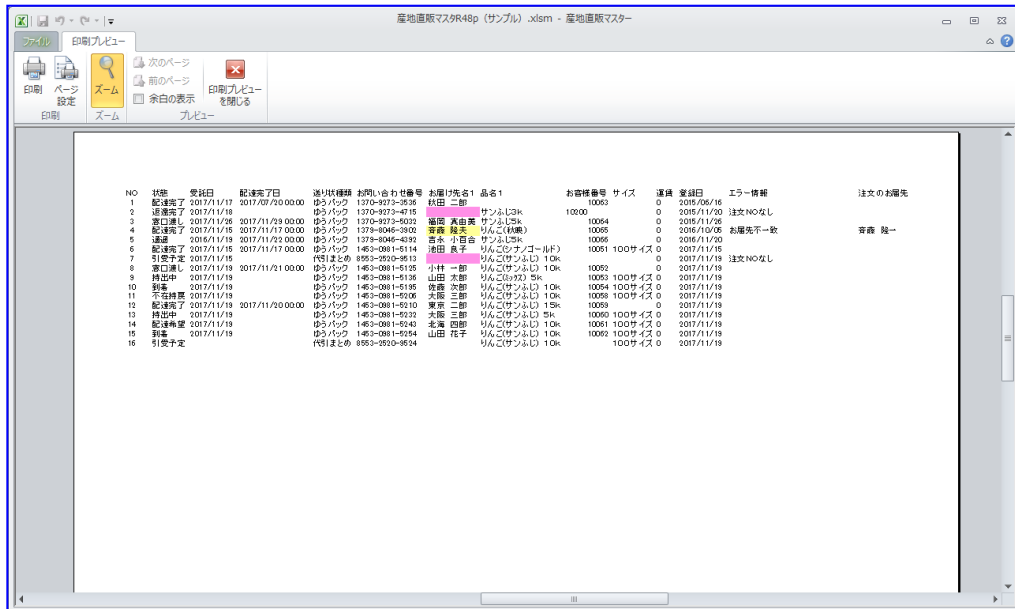 産地直販マスタR48p（サンプル）.xlsm - 産地直販マスター
ファイル 印刷プレビュー
印刷 ページ設定 ズーム 次のページ 前のページ 余白の表示 印刷プレビューを閉じる
印刷 ズーム プレビュー
NO 状態 受託日 配達完了日 送り状種類 お問い合わせ番号 お届け先名1 品名1 お客様番号 サイズ 運賃 登録日 エラー情報 注文のお届先
1 配達完了 2017/11/17 2017/07/20 00:00 ゆうパック 1370-9273-3536 秋田 二郎 10063 0 2015/06/16
2 返還完了 2017/11/18 ゆうパック 1370-9273-4715 サンふじ3k 10200 0 2015/11/20 注文NOなし
3 窓口渡し 2017/11/26 2017/11/29 00:00 ゆうパック 1370-9273-5032 福岡 真由美 サンふじ5k 10064 0 2015/11/26
4 配達完了 2017/11/15 2017/11/17 00:00 ゆうパック 1379-8046-3902 斉藤 隆夫 りんご(秋映) 10065 0 2016/10/05 お届先不一致 斉藤 隆一
5 通過 2016/11/19 2017/11/22 00:00 ゆうパック 1379-8046-4392 吉永 小百合 サンふじ5k 10066 0 2016/11/20
6 配達完了 2017/11/15 2017/11/17 00:00 ゆうパック 1453-0981-5114 池田 良子 りんご(シナノゴールド) 10051 100サイズ 0 2017/11/15
7 引受予定 2017/11/15 代引まとめ 8553-2520-9513 りんご(サンふじ) 10k 0 2017/11/19 注文NOなし
8 窓口渡し 2017/11/19 2017/11/21 00:00 ゆうパック 1453-0981-5125 小林 一郎 りんご(サンふじ) 10k 10052 0 2017/11/19
9 持出中 2017/11/19 ゆうパック 1453-0981-5136 山田 太郎 りんご(ﾐｯｸｽ) 5k 10053 100サイズ 0 2017/11/19
10 到着 2017/11/19 ゆうパック 1453-0981-5195 佐藤 次郎 りんご(サンふじ) 10k 10054 100サイズ 0 2017/11/19
11 不在持戻 2017/11/19 ゆうパック 1453-0981-5206 大阪 三郎 りんご(サンふじ) 10k 10058 100サイズ 0 2017/11/19
12 配達完了 2017/11/19 2017/11/20 00:00 ゆうパック 1453-0981-5210 東京 二郎 りんご(サンふじ) 15k 10059 0 2017/11/19
13 持出中 2017/11/19 ゆうパック 1453-0981-5232 大阪 三郎 りんご(サンふじ) 5k 10060 100サイズ 0 2017/11/19
14 配達希望 2017/11/19 ゆうパック 1453-0981-5243 北海 四郎 りんご(サンふじ) 10k 10061 100サイズ 0 2017/11/19
15 到着 2017/11/19 ゆうパック 1453-0981-5254 山田 花子 りんご(サンふじ) 10k 10062 100サイズ 0 2017/11/19
16 引受予定 代引まとめ 8553-2520-9524 りんご(サンふじ) 10k 100サイズ 0 2017/11/19